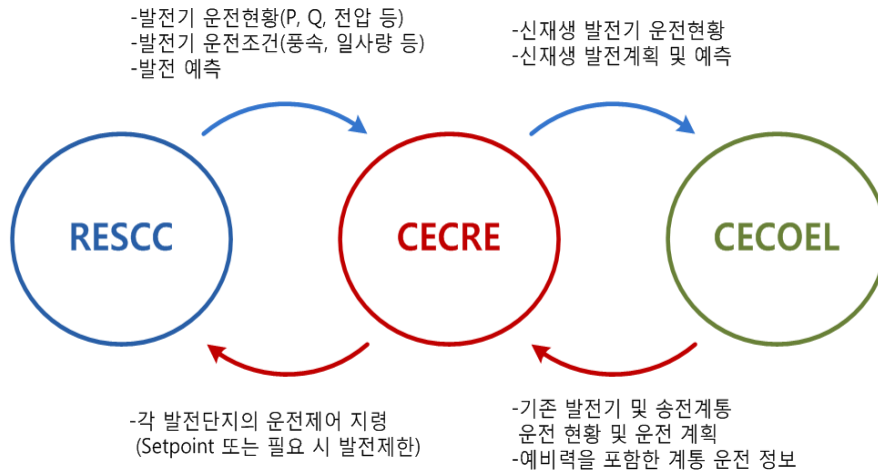 -발전기 운전현황(P, Q, 전압 등)
-발전기 운전조건(풍속, 일사량 등)
-발전 예측
-신재생 발전기 운전현황
-신재생 발전계획 및 예측
RESCC
CECRE
CECOEL
-각 발전단지의 운전제어 지령
(Setpoint 또는 필요 시 발전제한)
-기존 발전기 및 송전계통
운전 현황 및 운전 계획
-예비력을 포함한 계통 운전 정보